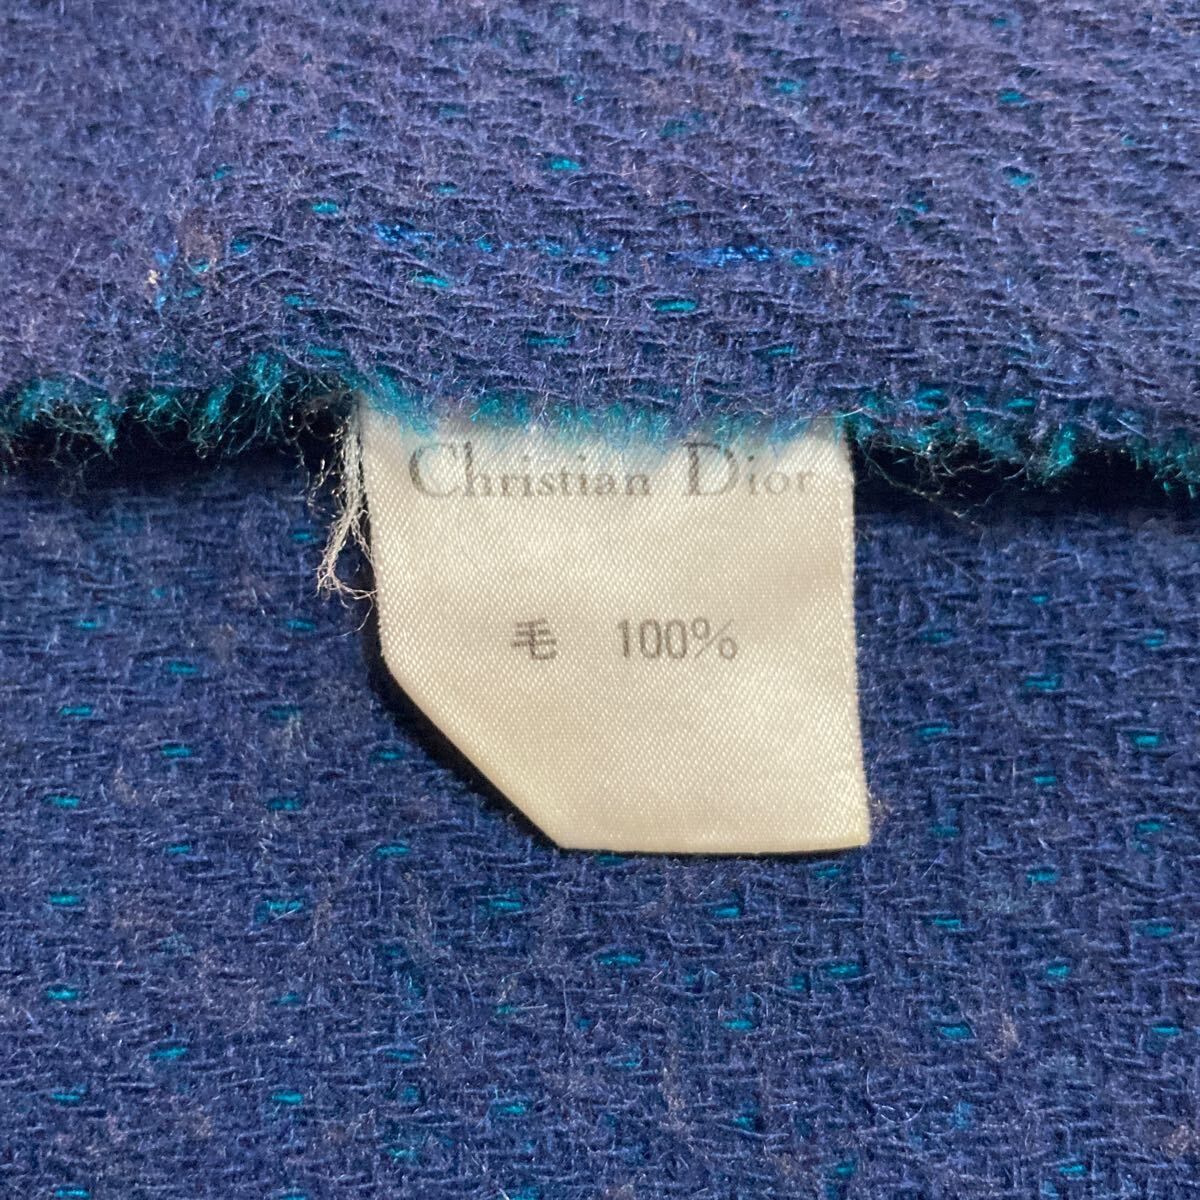 Christian Dior
毛 100%